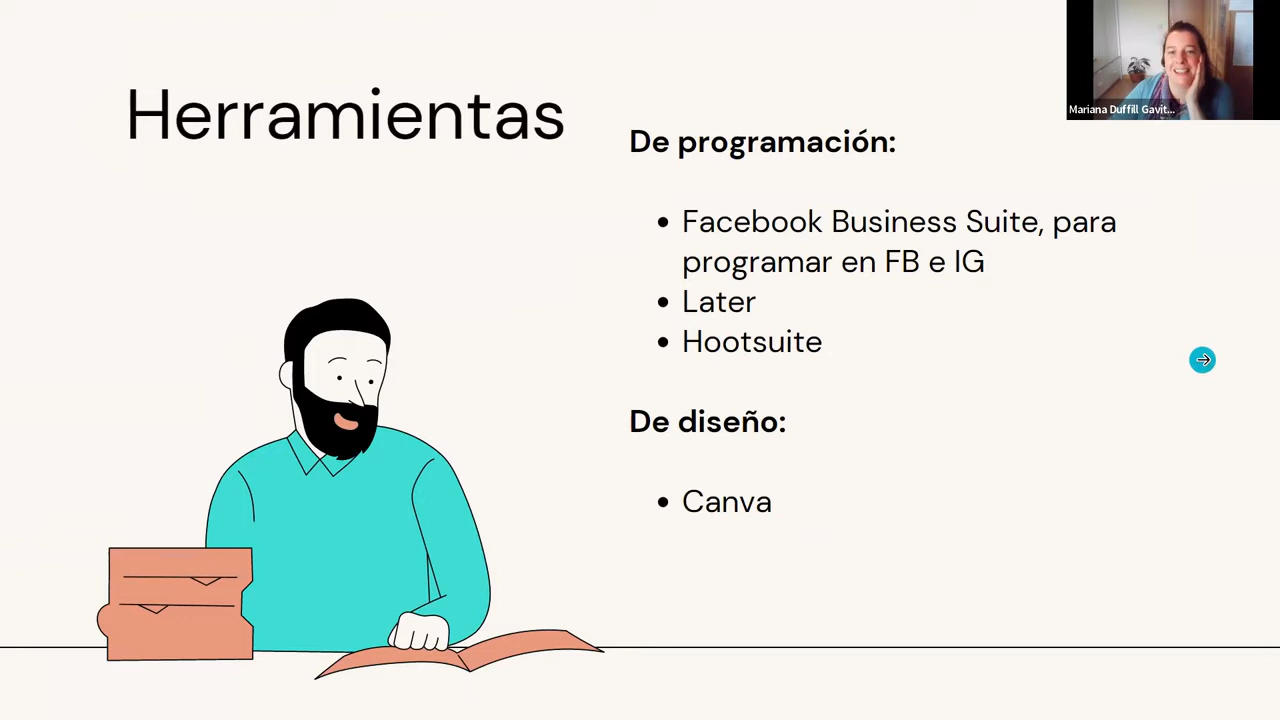 Herramientas
De programación:
Facebook Business Suite, para
programar en FB e IG
Later
Hootsuite
De diseño:
Canva
Mariana Duffill Gavit...